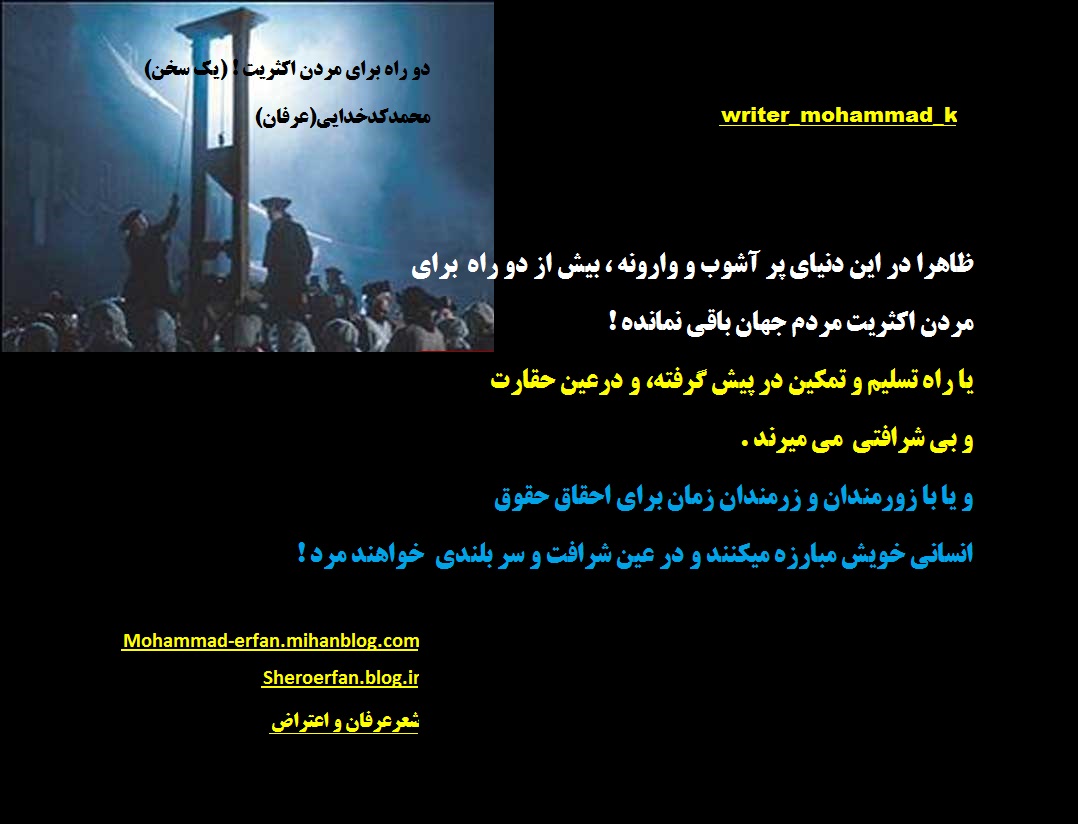 دو راه برای مردن اکثریت ! (یک سخن)
محمدکدخدایی(عرفان)
writer_mohammad_k
ظاهرا در این دنیای پر آشوب و وارونه ، بیش از دو راه برای
مردن اکثریت مردم جهان باقی نمانده !
یا راه تسلیم و تمکین در پیش گرفته، و درعین حقارت
و بی شرافتی می میرند .
و یا با زورمندان و زرمندان زمان برای احقاق حقوق
انسانی خویش مبارزه میکنند و در عین شرافت و سر بلندی خواهند مرد !
Mohammad-erfan.mihanblog.com
Sheroerfan.blog.ir
شعرعرفان و اعتراض